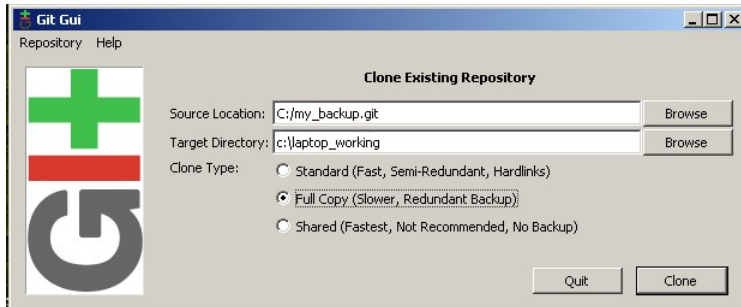 Git Gui
Repository Help
Clone Existing Repository
Source Location: C:/my_backup.git Browse
Target Directory: c:\laptop_working Browse
Clone Type: Standard (Fast, Semi-Redundant, Hardlinks)
Full Copy (Slower, Redundant Backup)
Shared (Fastest, Not Recommended, No Backup)
Quit Clone
GIT